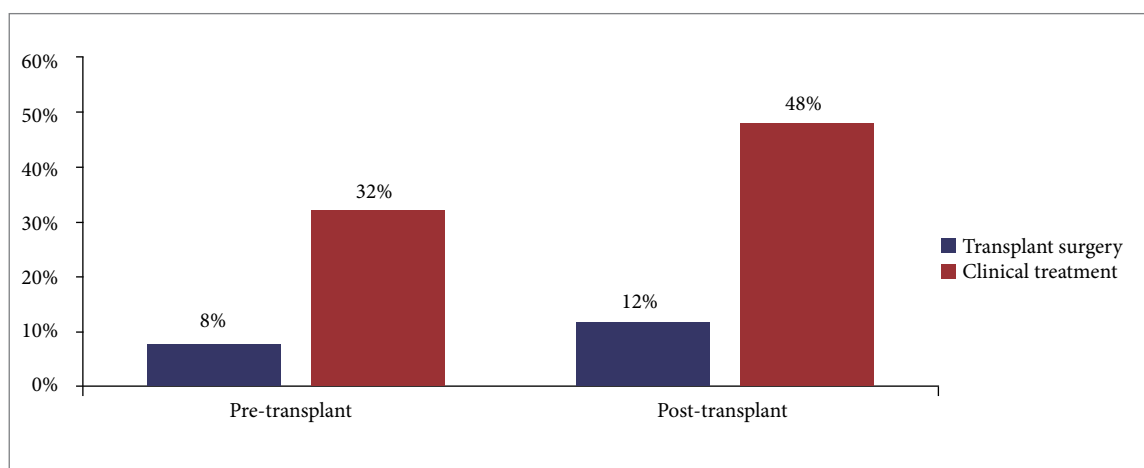 60%
50%
40%
30%
20%
10%
0%
8%
32%
12%
48%
Pre-transplant
Post-transplant
Transplant surgery
Clinical treatment